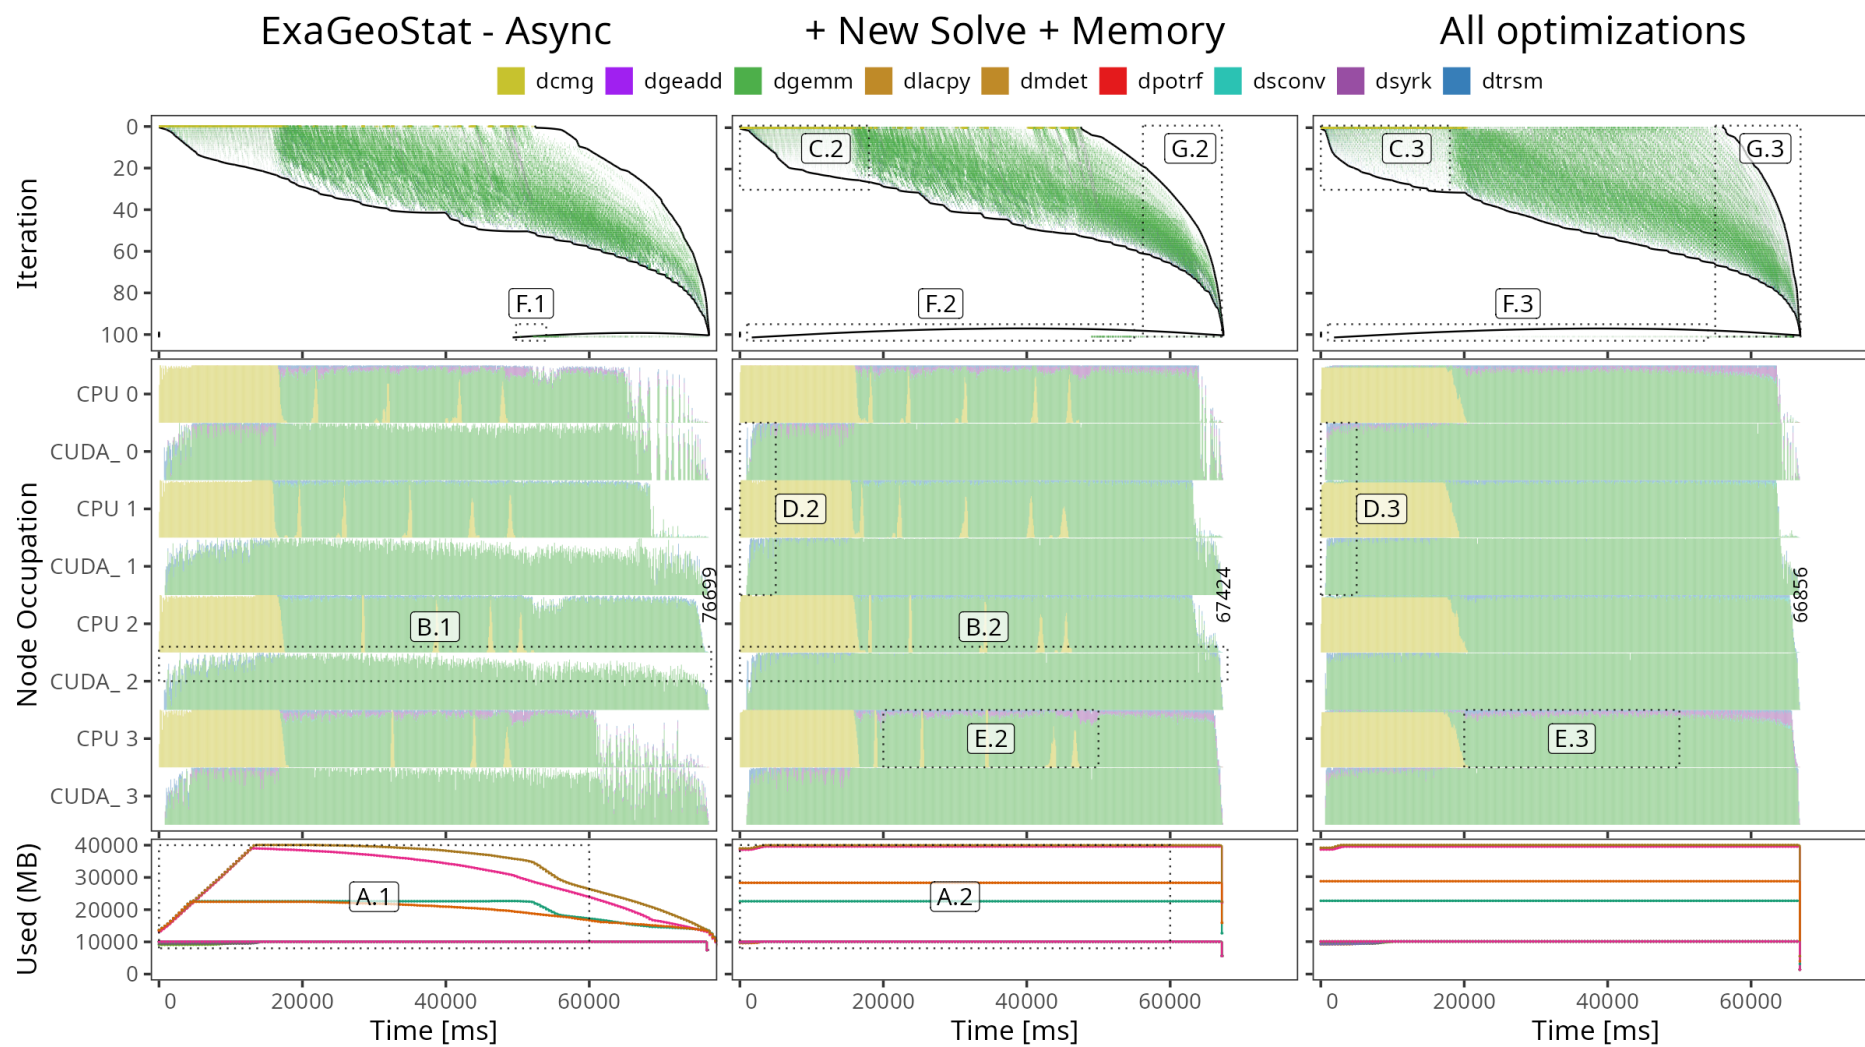 ExaGeoStat - Async
+ New Solve + Memory
All optimizations
dcmg dgeadd dgemm dlacpy dmdet dpotrf dsconv dsyrk dtrsm
Iteration
0
20
40
60
80
100
F.1
C.2
G.2
F.2
C.3
G.3
F.3
Node Occupation
CPU 0
CUDA_ 0
CPU 1
CUDA_ 1
CPU 2
CUDA_ 2
CPU 3
CUDA_ 3
B.1
76699
D.2
B.2
E.2
67424
D.3
E.3
66856
Used (MB)
40000
30000
20000
10000
0
A.1
A.2
0 20000 40000 60000
0 20000 40000 60000
0 20000 40000 60000
Time [ms]
Time [ms]
Time [ms]